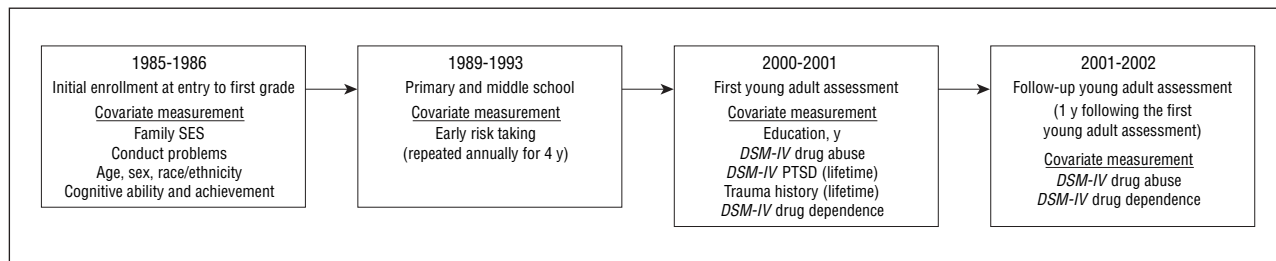 1985-1986
Initial enrollment at entry to first grade
Covariate measurement
Family SES
Conduct problems
Age, sex, race/ethnicity
Cognitive ability and achievement
1989-1993
Primary and middle school
Covariate measurement
Early risk taking
(repeated annually for 4 y)
2000-2001
First young adult assessment
Covariate measurement
Education, y
DSM-IV drug abuse
DSM-IV PTSD (lifetime)
Trauma history (lifetime)
DSM-IV drug dependence
2001-2002
Follow-up young adult assessment
(1 y following the first
young adult assessment)
Covariate measurement
DSM-IV drug abuse
DSM-IV drug dependence